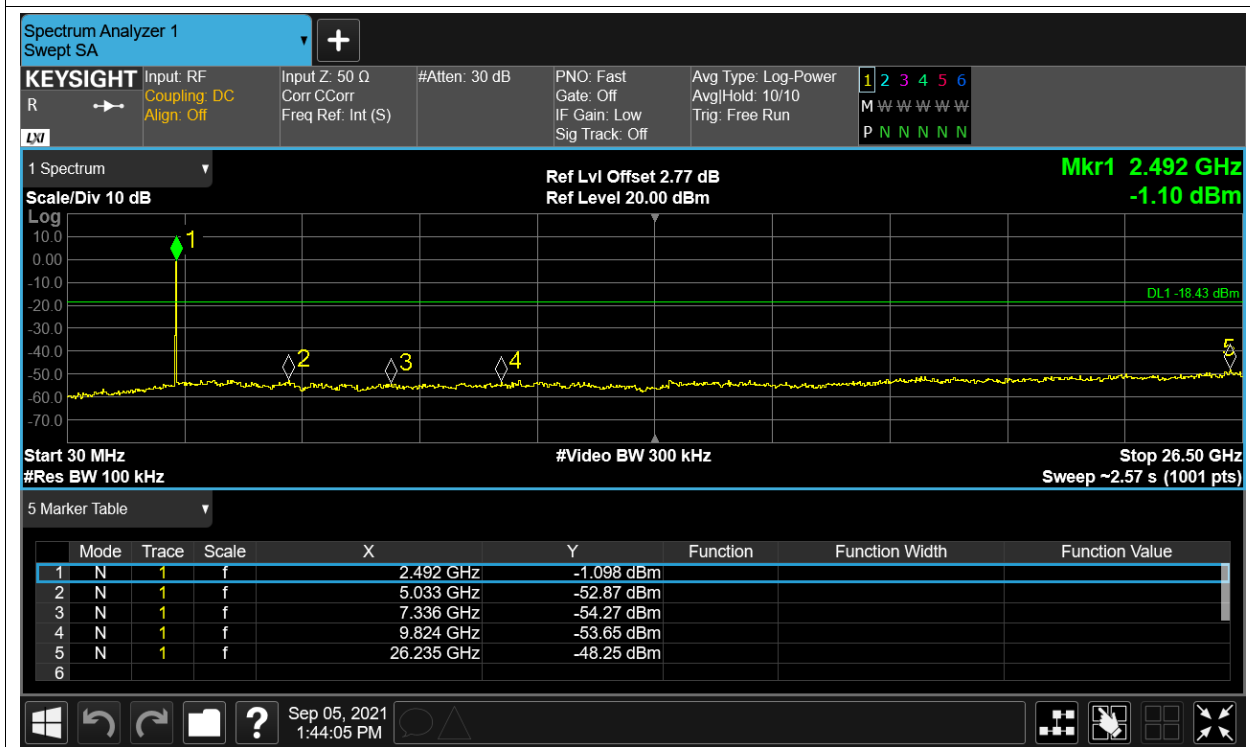 Spectrum Analyzer 1
Swept SA
+
KEYSIGHT Input: RF Input Z: 50 Ω #Atten: 30 dB PNO: Fast Avg Type: Log-Power 1 2 3 4 5 6
R Coupling: DC Corr CCorr Gate: Off Avg|Hold: 10/10 M W W W W W W
Align: Off Freq Ref: Int (S) IF Gain: Low Trig: Free Run
LXI Sig Track: Off P N N N N N N
1 Spectrum Ref Lvl Offset 2.77 dB Mkr1 2.492 GHz
Scale/Div 10 dB Ref Level 20.00 dBm -1.10 dBm
Log
10.0 1
0.00
-10.0
DL1 -18.43 dBm
-20.0
-30.0
-40.0 2 3 4 5
-50.0
-60.0
-70.0
Start 30 MHz #Video BW 300 kHz Stop 26.50 GHz
#Res BW 100 kHz Sweep ~2.57 s (1001 pts)
5 Marker Table
Mode Trace Scale X Y Function Function Width Function Value
1 N 1 f 2.492 GHz -1.098 dBm
2 N 1 f 5.033 GHz -52.87 dBm
3 N 1 f 7.336 GHz -54.27 dBm
4 N 1 f 9.824 GHz -53.65 dBm
5 N 1 f 26.235 GHz -48.25 dBm
6
? Sep 05, 2021
1:44:05 PM